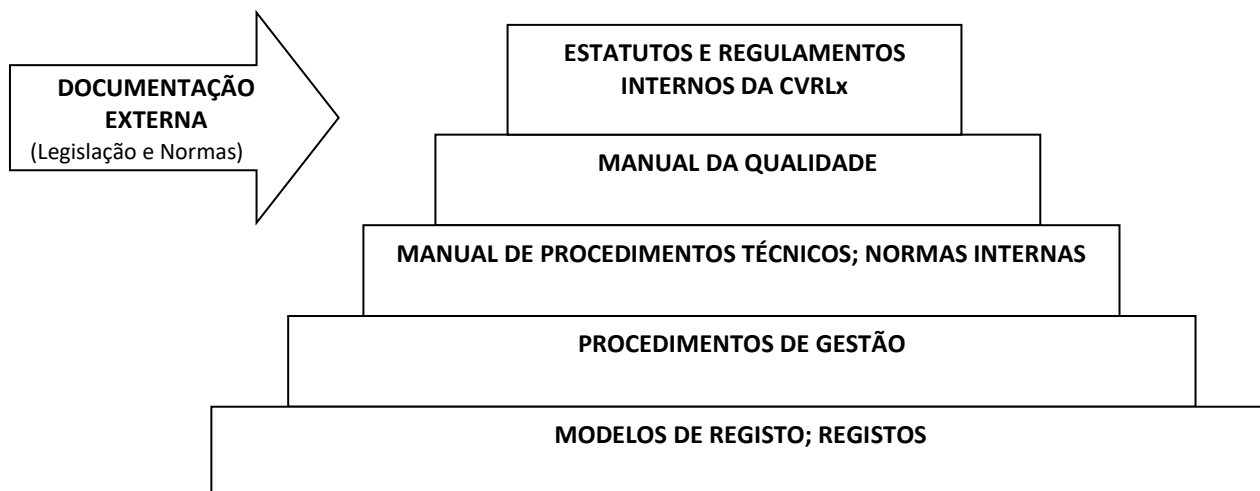 DOCUMENTAÇÃO
EXTERNA
(Legislação e Normas)
ESTATUTOS E REGULAMENTOS
INTERNOS DA CVRLx
MANUAL DA QUALIDADE
MANUAL DE PROCEDIMENTOS TÉCNICOS; NORMAS INTERNAS
PROCEDIMENTOS DE GESTÃO
MODELOS DE REGISTO; REGISTOS